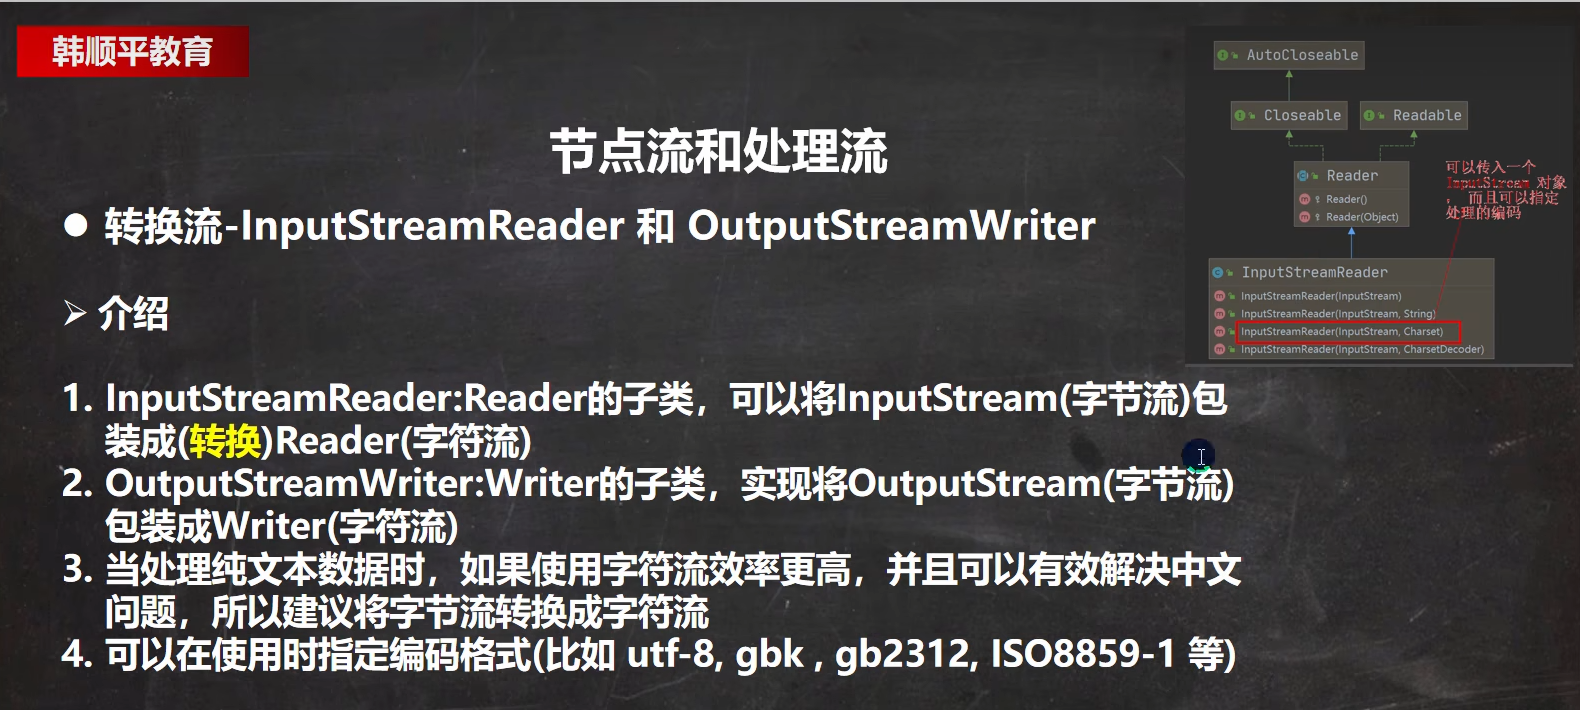 韩顺平教育
节点流和处理流
转换流-InputStreamReader 和 OutputStreamWriter
介绍
1. InputStreamReader:Reader的子类，可以将InputStream(字节流)包
装成(转换)Reader(字符流)
2. OutputStreamWriter:Writer的子类，实现将OutputStream(字节流)
包装成Writer(字符流)
3. 当处理纯文本数据时，如果使用字符流效率更高，并且可以有效解决中文
问题，所以建议将字节流转换成字符流
4. 可以在使用时指定编码格式(比如 utf-8, gbk , gb2312, ISO8859-1 等)
AutoCloseable
Closeable
Readable
Reader
Reader()
Reader(Object)
可以传入一个
InputStream 对象
，而且可以指定
处理的编码
InputStreamReader
InputStreamReader(InputStream)
InputStreamReader(InputStream, String)
InputStreamReader(InputStream, Charset)
InputStreamReader(InputStream, CharsetDecoder)